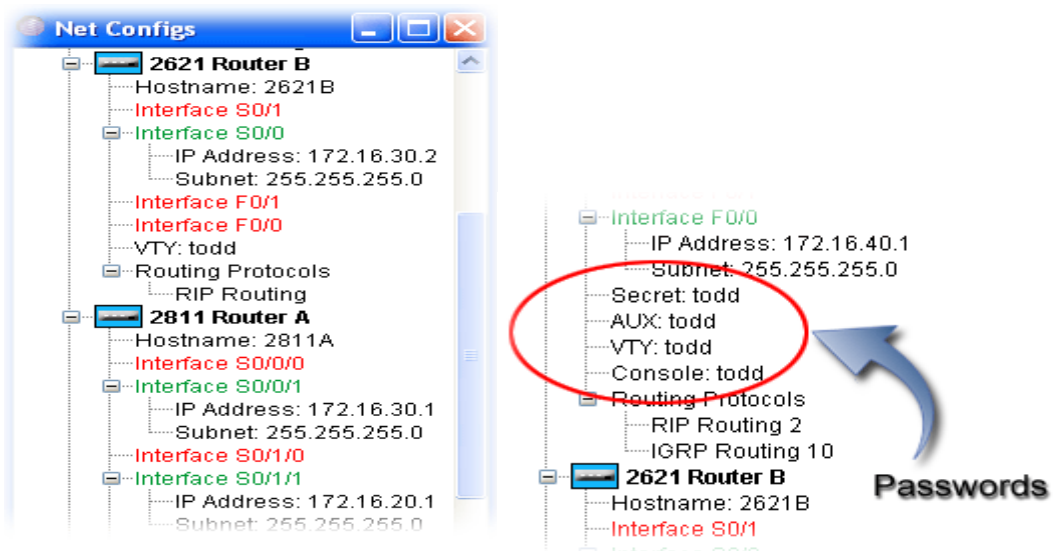 Net Configs
2621 Router B
Hostname: 2621B
Interface S0/1
Interface S0/0
IP Address: 172.16.30.2
Subnet: 255.255.255.0
Interface F0/1
Interface F0/0
VTY: todd
Routing Protocols
RIP Routing
2811 Router A
Hostname: 2811A
Interface S0/0/0
Interface S0/0/1
IP Address: 172.16.30.1
Subnet: 255.255.255.0
Interface S0/1/0
Interface S0/1/1
IP Address: 172.16.20.1
Subnet: 255.255.255.0
Interface F0/0
IP Address: 172.16.40.1
Subnet: 255.255.255.0
Secret: todd
AUX: todd
VTY: todd
Console: todd
Routing Protocols
RIP Routing 2
IGRP Routing 10
2621 Router B
Hostname: 2621B
Interface S0/1
Passwords